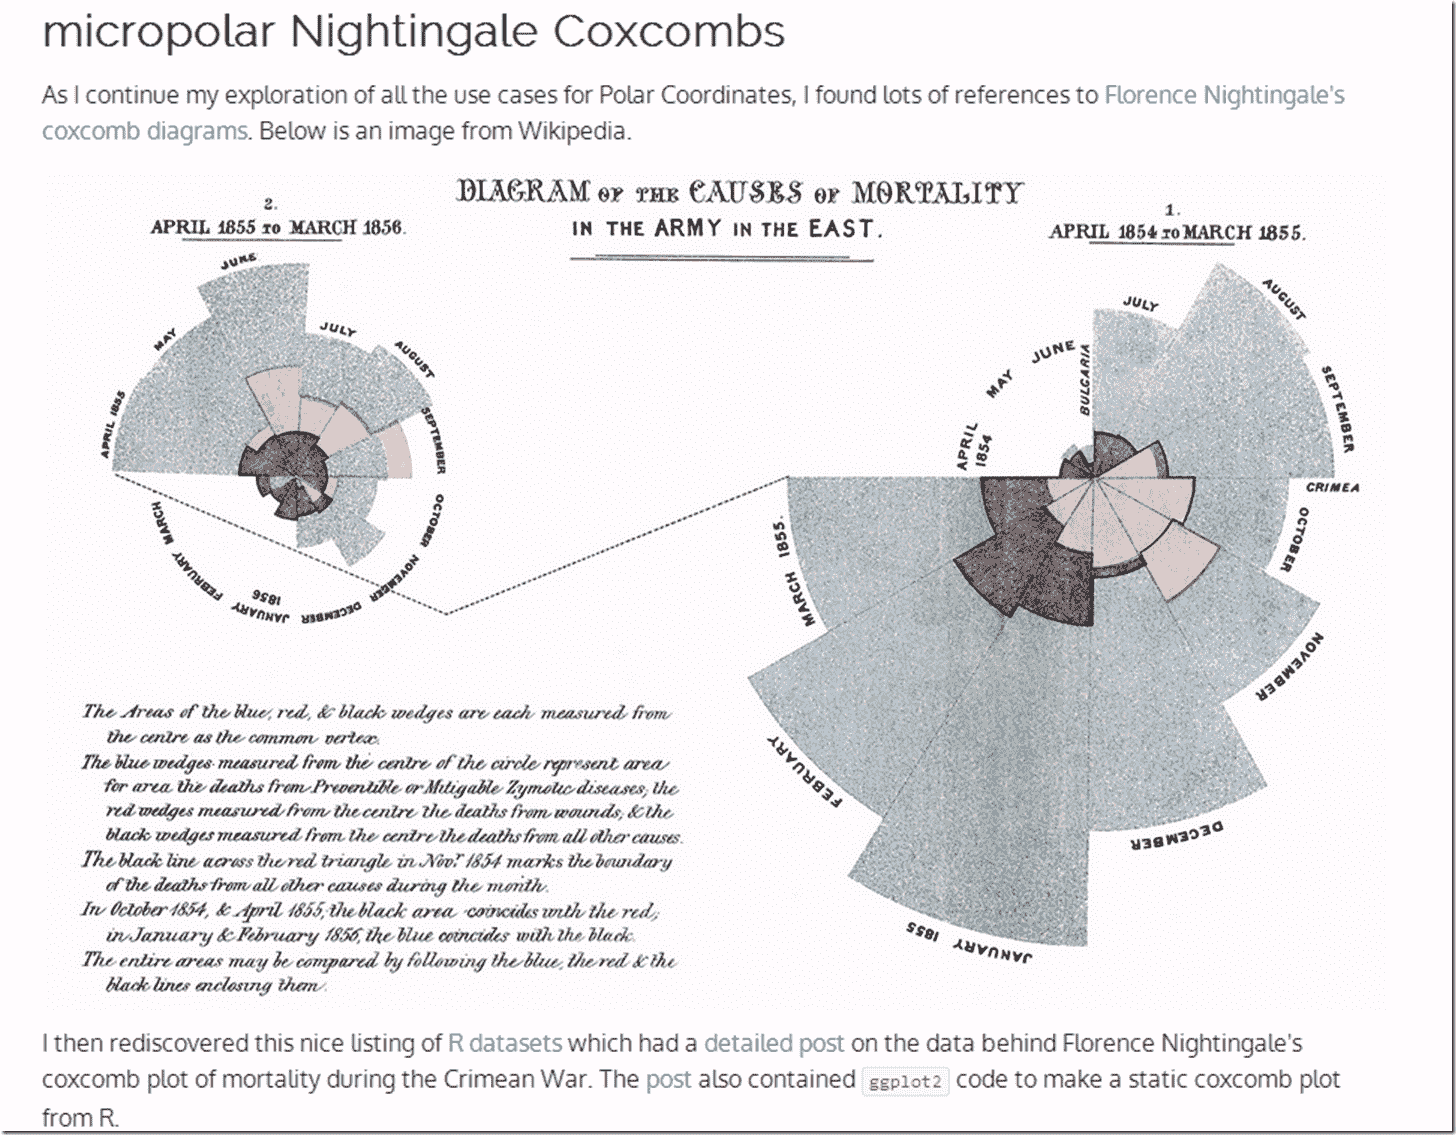 micropolar Nightingale Coxcombs
As I continue my exploration of all the use cases for Polar Coordinates, I found lots of references to Florence Nightingale's
coxcomb diagrams. Below is an image from Wikipedia.
DIAGRAM OF THE CAUSES OF MORTALITY
IN THE ARMY IN THE EAST.
2.
APRIL 1855 TO MARCH 1856.
1.
APRIL 1854 TO MARCH 1855.
APRIL 1855
MAY
JUNE
JULY
AUGUST
SEPTEMBER
OCTOBER
NOVEMBER
DECEMBER
JANUARY
1856
FEBRUARY
MARCH
APRIL
1854
MAY
JUNE
BULGARIA
JULY
AUGUST
SEPTEMBER
CRIMEA
OCTOBER
NOVEMBER
DECEMBER
JANUARY 1855
FEBRUARY
MARCH 1855.
The Areas of the blue, red, & black wedges are each measured from
the centre as the common vertex.
The blue wedges measured from the centre of the circle represent area
for area the deaths from Preventible or Mitigable Zymotic diseases; the
red wedges measured from the centre the deaths from wounds; & the
black wedges measured from the centre the deaths from all other causes.
The black line across the red triangle in Novr. 1854 marks the boundary
of the deaths from all other causes during the month.
In October 1854, & April 1855, the black area coincides with the red;
in January & February 1856, the blue coincides with the black.
The entire areas may be compared by following the blue, the red & the
black lines enclosing them.
I then rediscovered this nice listing of R datasets which had a detailed post on the data behind Florence Nightingale's
coxcomb plot of mortality during the Crimean War. The post also contained ggplot2 code to make a static coxcomb plot
from R.